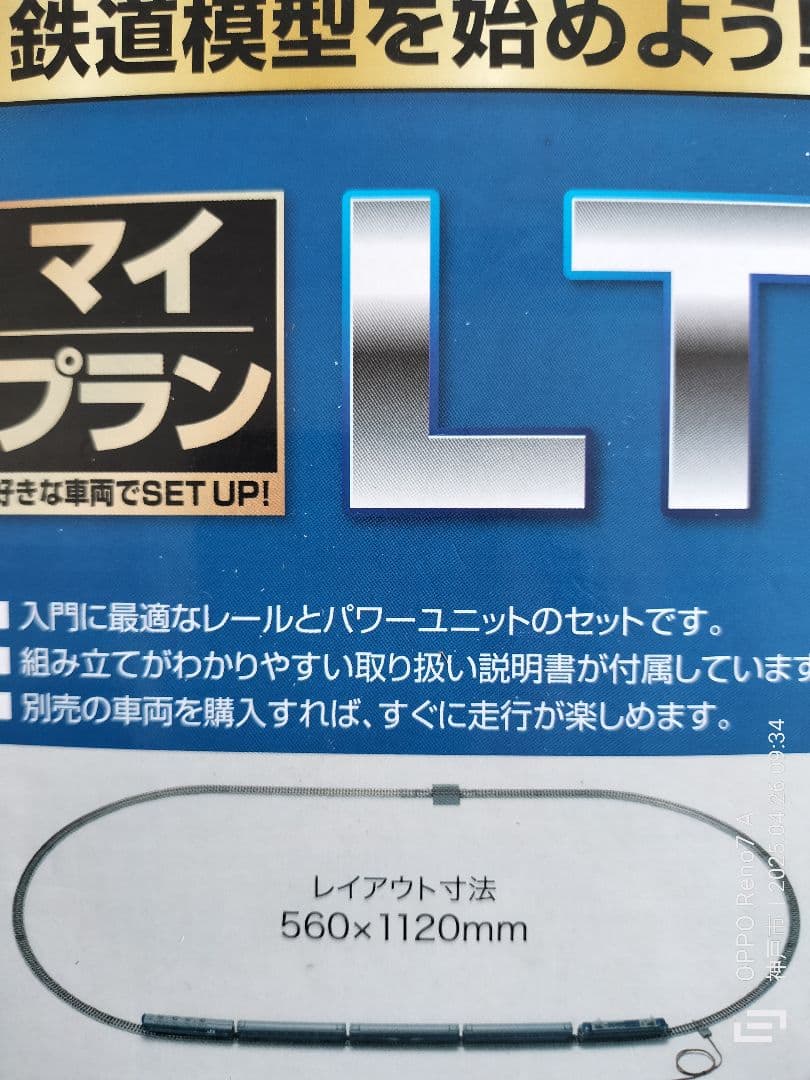 鉄道模型を始めよう!
マイ
プラン
好きな車両でSET UP!
LT
入門に最適なレールとパワーユニットのセットです。
組み立てがわかりやすい取り扱い説明書が付属しています
別売の車両を購入すれば、すぐに走行が楽しめます。
レイアウト寸法
560×1120mm
OPPO Reno7 A
神戸市 | 2025.04.26 09:34